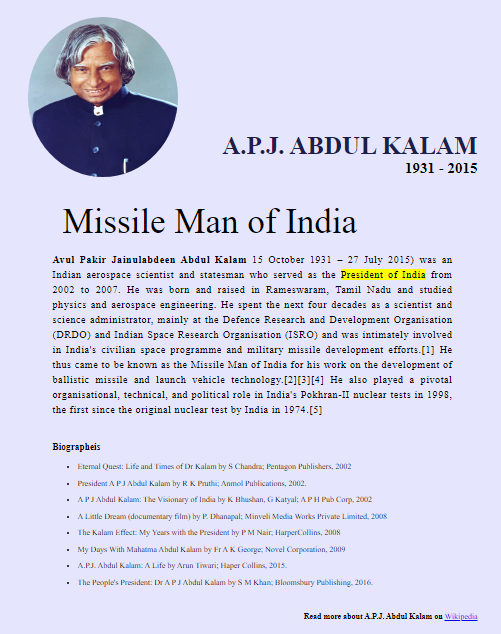 A.P.J. ABDUL KALAM
1931 - 2015
Missile Man of India
Avul Pakir Jainulabdeen Abdul Kalam 15 October 1931 – 27 July 2015) was an
Indian aerospace scientist and statesman who served as the President of India from
2002 to 2007. He was born and raised in Rameswaram, Tamil Nadu and studied
physics and aerospace engineering. He spent the next four decades as a scientist and
science administrator, mainly at the Defence Research and Development Organisation
(DRDO) and Indian Space Research Organisation (ISRO) and was intimately involved
in India's civilian space programme and military missile development efforts.[1] He
thus came to be known as the Missile Man of India for his work on the development of
ballistic missile and launch vehicle technology.[2][3][4] He also played a pivotal
organisational, technical, and political role in India's Pokhran-II nuclear tests in 1998,
the first since the original nuclear test by India in 1974.[5]
Biographeis
• Eternal Quest: Life and Times of Dr Kalam by S Chandra; Pentagon Publishers, 2002
• President A P J Abdul Kalam by R K Pruthi; Anmol Publications, 2002.
• A P J Abdul Kalam: The Visionary of India by K Bhushan, G Katyal; A P H Pub Corp, 2002
• A Little Dream (documentary film) by P. Dhanapal; Minveli Media Works Private Limited, 2008
• The Kalam Effect: My Years with the President by P M Nair; HarperCollins, 2008
• My Days With Mahatma Abdul Kalam by Fr A K George; Novel Corporation, 2009
• A.P.J. Abdul Kalam: A Life by Arun Tiwari; Haper Collins, 2015.
• The People's President: Dr A P J Abdul Kalam by S M Khan; Bloomsbury Publishing, 2016.
Read more about A.P.J. Abdul Kalam on Wikipedia